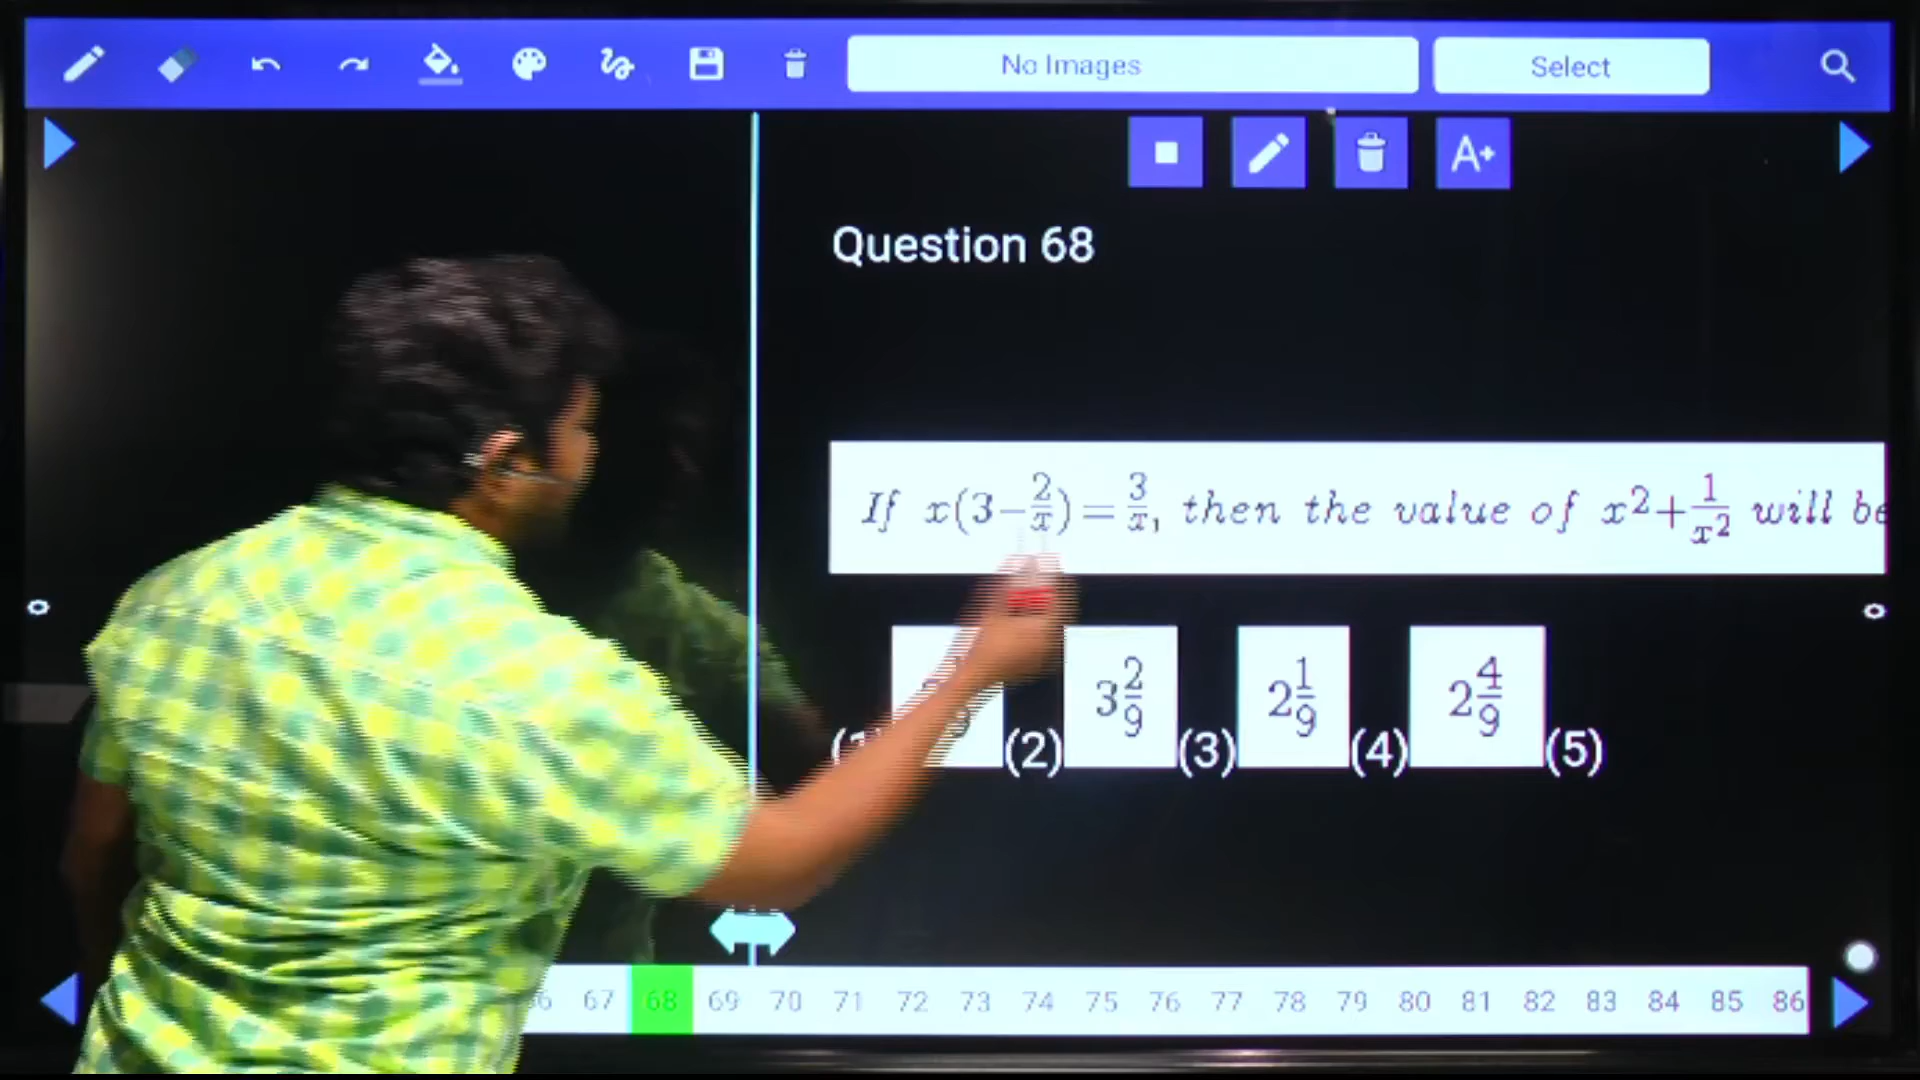 No Images
Select
A+
Question 68
If x(3−2/x)=3/x, then the value of x²+1/x² will be
9
3 2/9
2 1/9
2 4/9
(1) (2) (3) (4) (5)
67 68 69 70 71 72 73 74 75 76 77 78 79 80 81 82 83 84 85 86